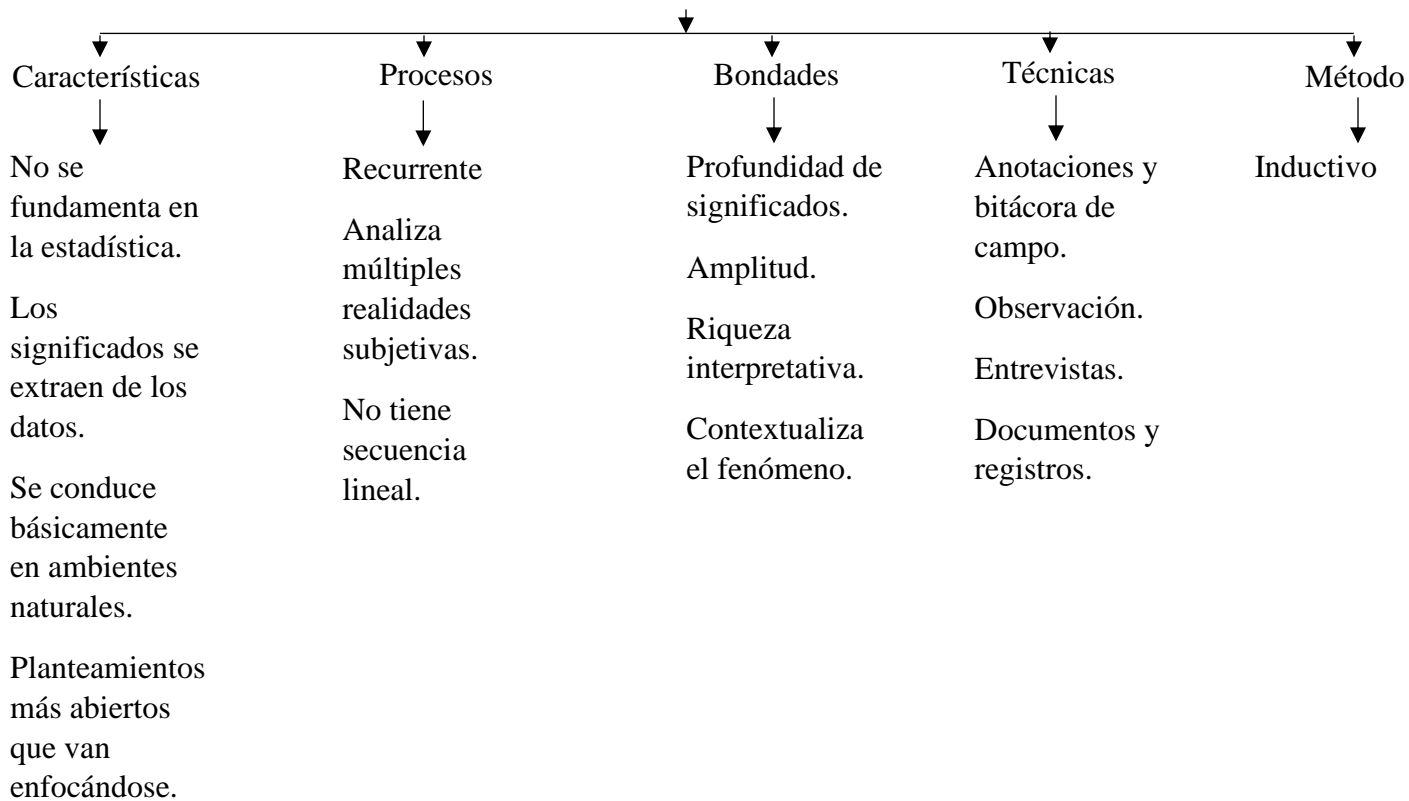 Característícas
No se
fundamenta en
la estadística.
Los
significados se
extraen de los
datos.
Se conduce
básicamente
en ambientes
naturales.
Planteamientos
más abiertos
que van
enfocándose.
Procesos
Recurrente
Analiza
múltiples
realidades
subjetivas.
No tiene
secuencia
lineal.
Bondades
Profundidad de
significados.
Amplitud.
Riqueza
interpretativa.
Contextualiza
el fenómeno.
Técnicas
Anotaciones y
bitácora de
campo.
Observación.
Entrevistas.
Documentos y
registros.
Método
Inductivo